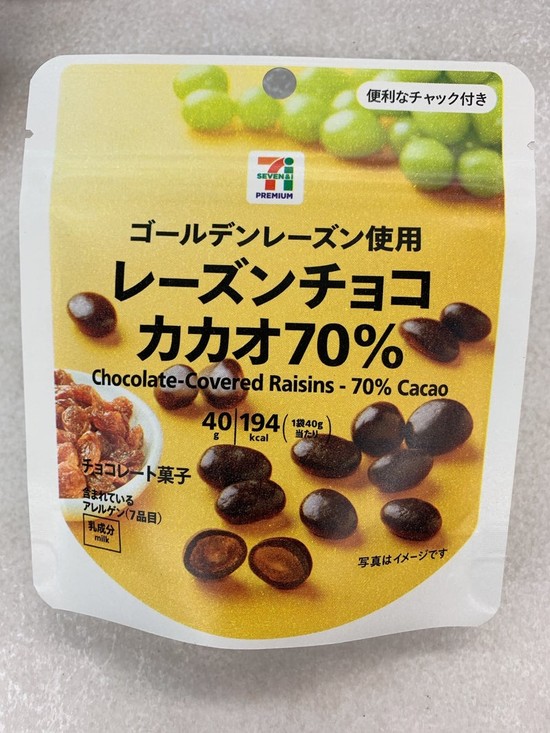 便利なチャック付き
7i
SEVEN&i
PREMIUM
ゴールデンレーズン使用
レーズンチョコ
カカオ70%
Chocolate-Covered Raisins - 70% Cacao
40g 194kcal (1袋40g当たり)
チョコレート菓子
含まれている
アレルゲン(7品目)
乳成分
milk
写真はイメージです